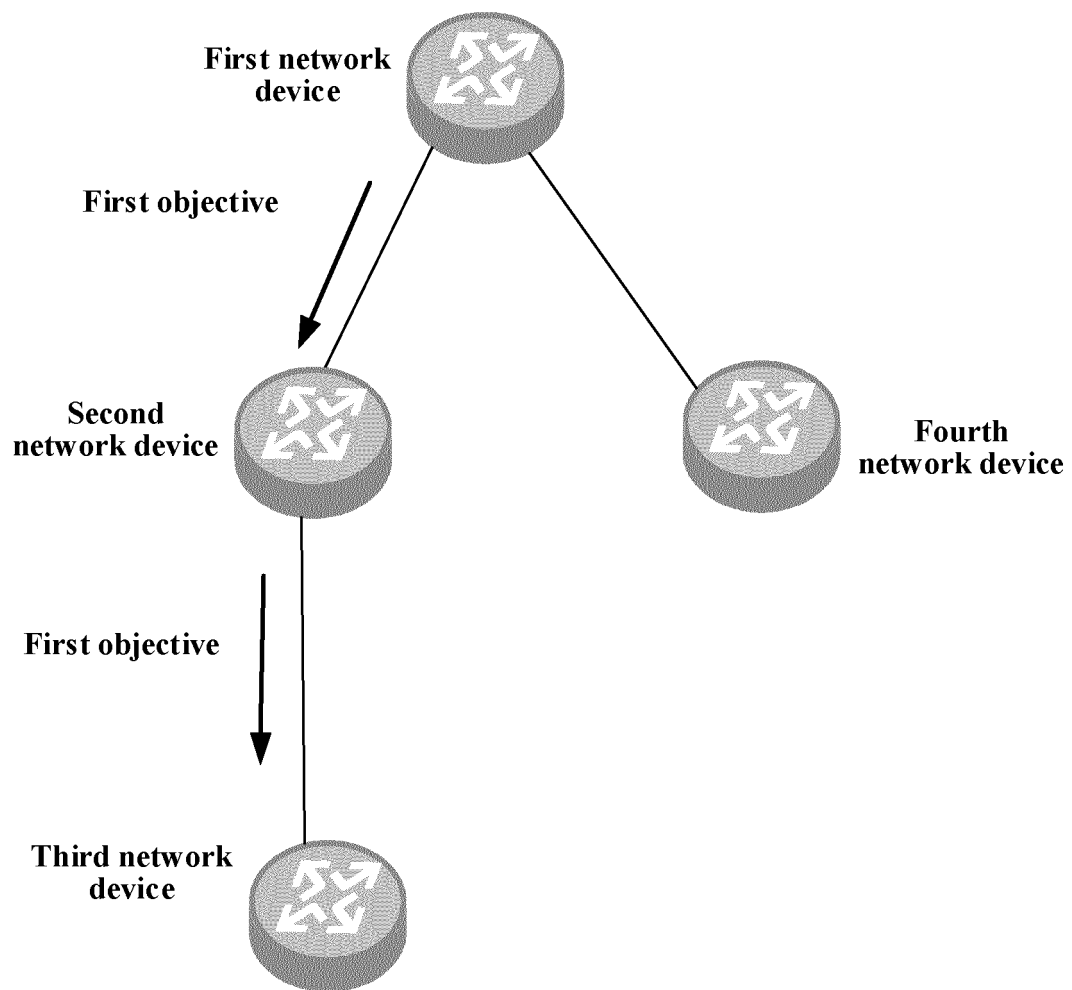 First network
device
First objective
Second
network device
Fourth
network device
First objective
Third network
device